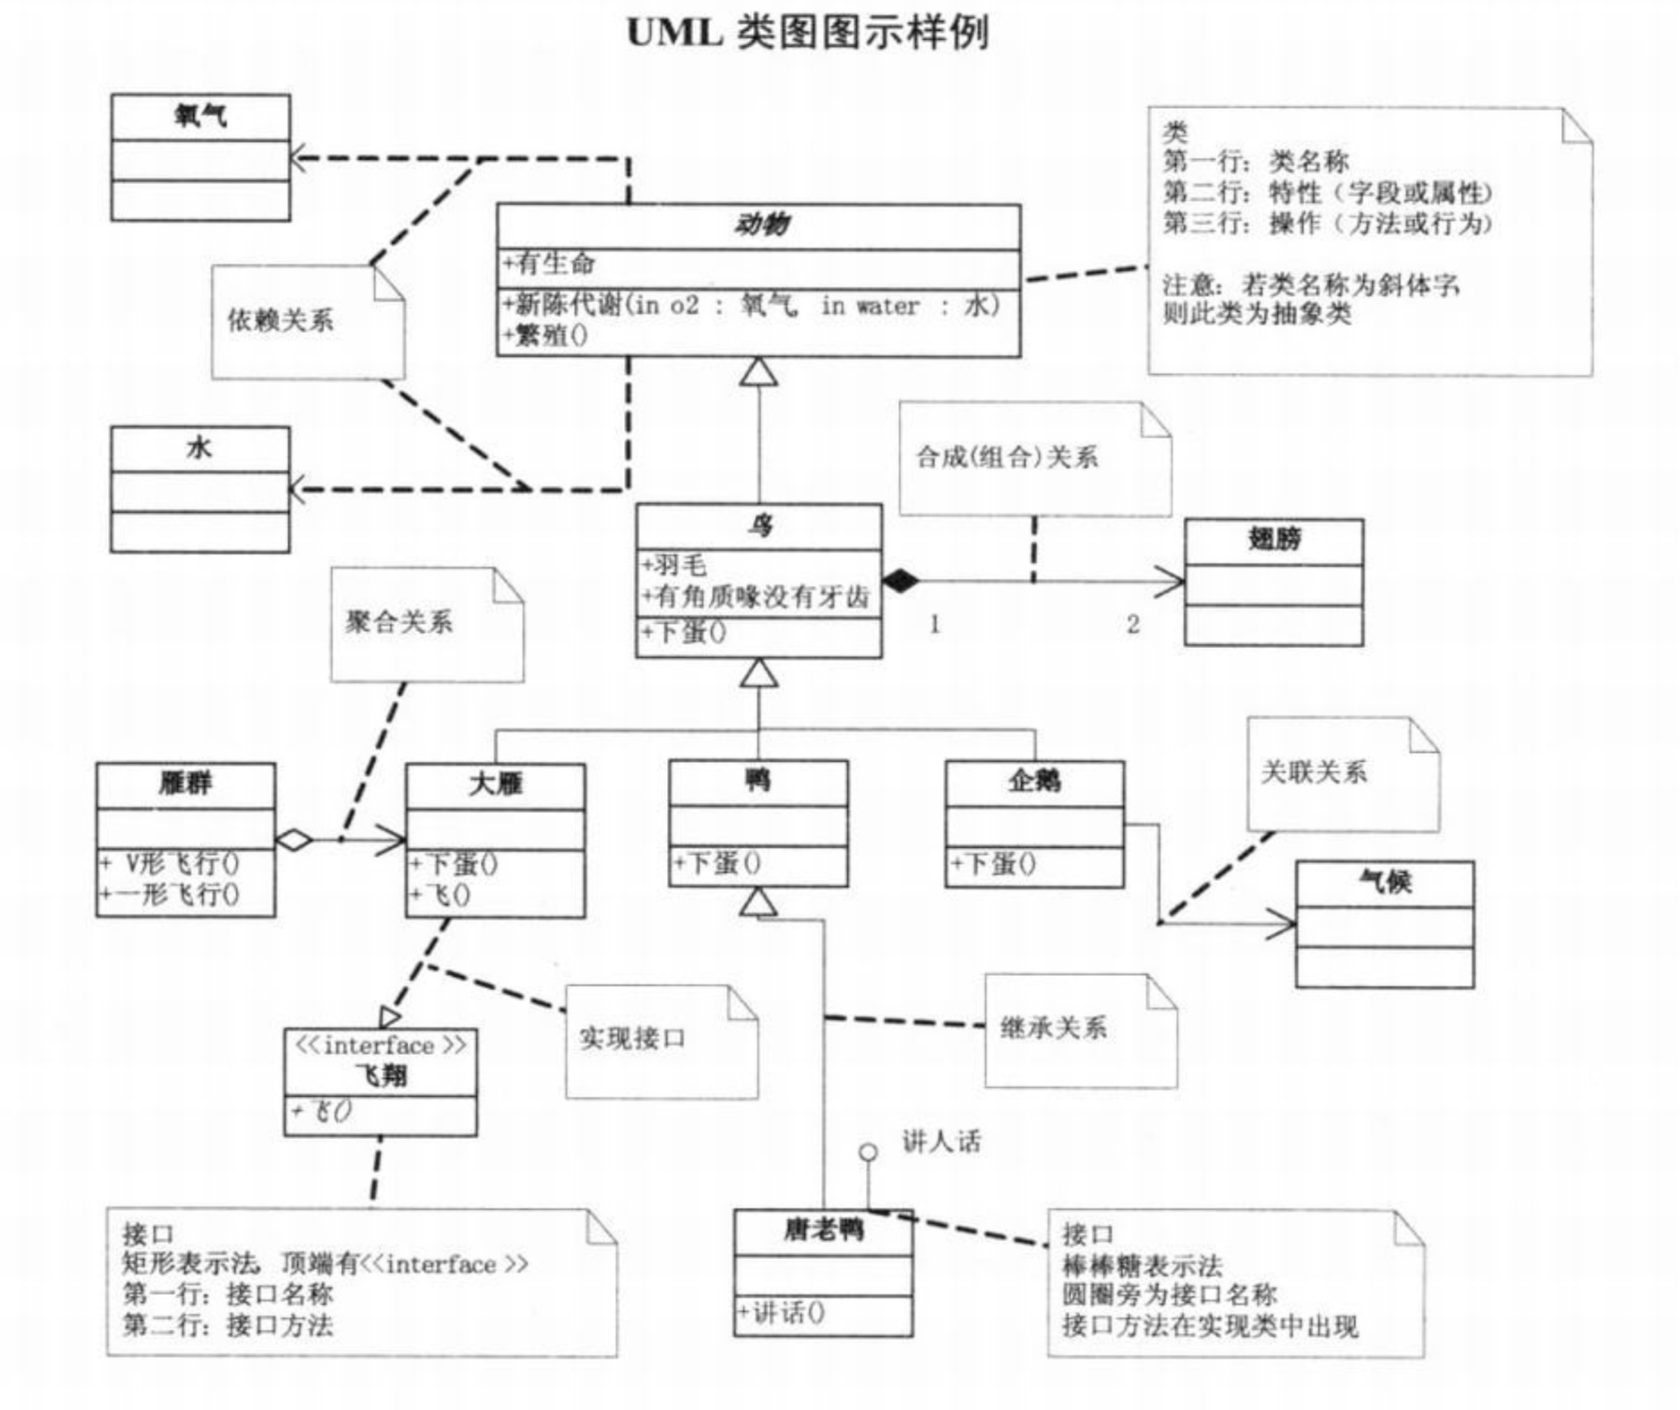 UML 类图图示样例
氧气
类
第一行：类名称
第二行：特性（字段或属性）
第三行：操作（方法或行为）
注意：若类名称为斜体字，
则此类为抽象类
动物
+有生命
+新陈代谢(in o2 : 氧气, in water : 水)
+繁殖()
依赖关系
水
合成(组合)关系
鸟
+羽毛
+有角质喙没有牙齿
+下蛋()
1
2
翅膀
聚合关系
雁群
+ V形飞行()
+一形飞行()
大雁
+下蛋()
+飞()
鸭
+下蛋()
企鹅
+下蛋()
关联关系
气候
实现接口
继承关系
<<interface>>
飞翔
+飞()
讲人话
接口
矩形表示法，顶端有<<interface>>
第一行：接口名称
第二行：接口方法
唐老鸭
+讲话()
接口
棒棒糖表示法
圆圈旁为接口名称
接口方法在实现类中出现